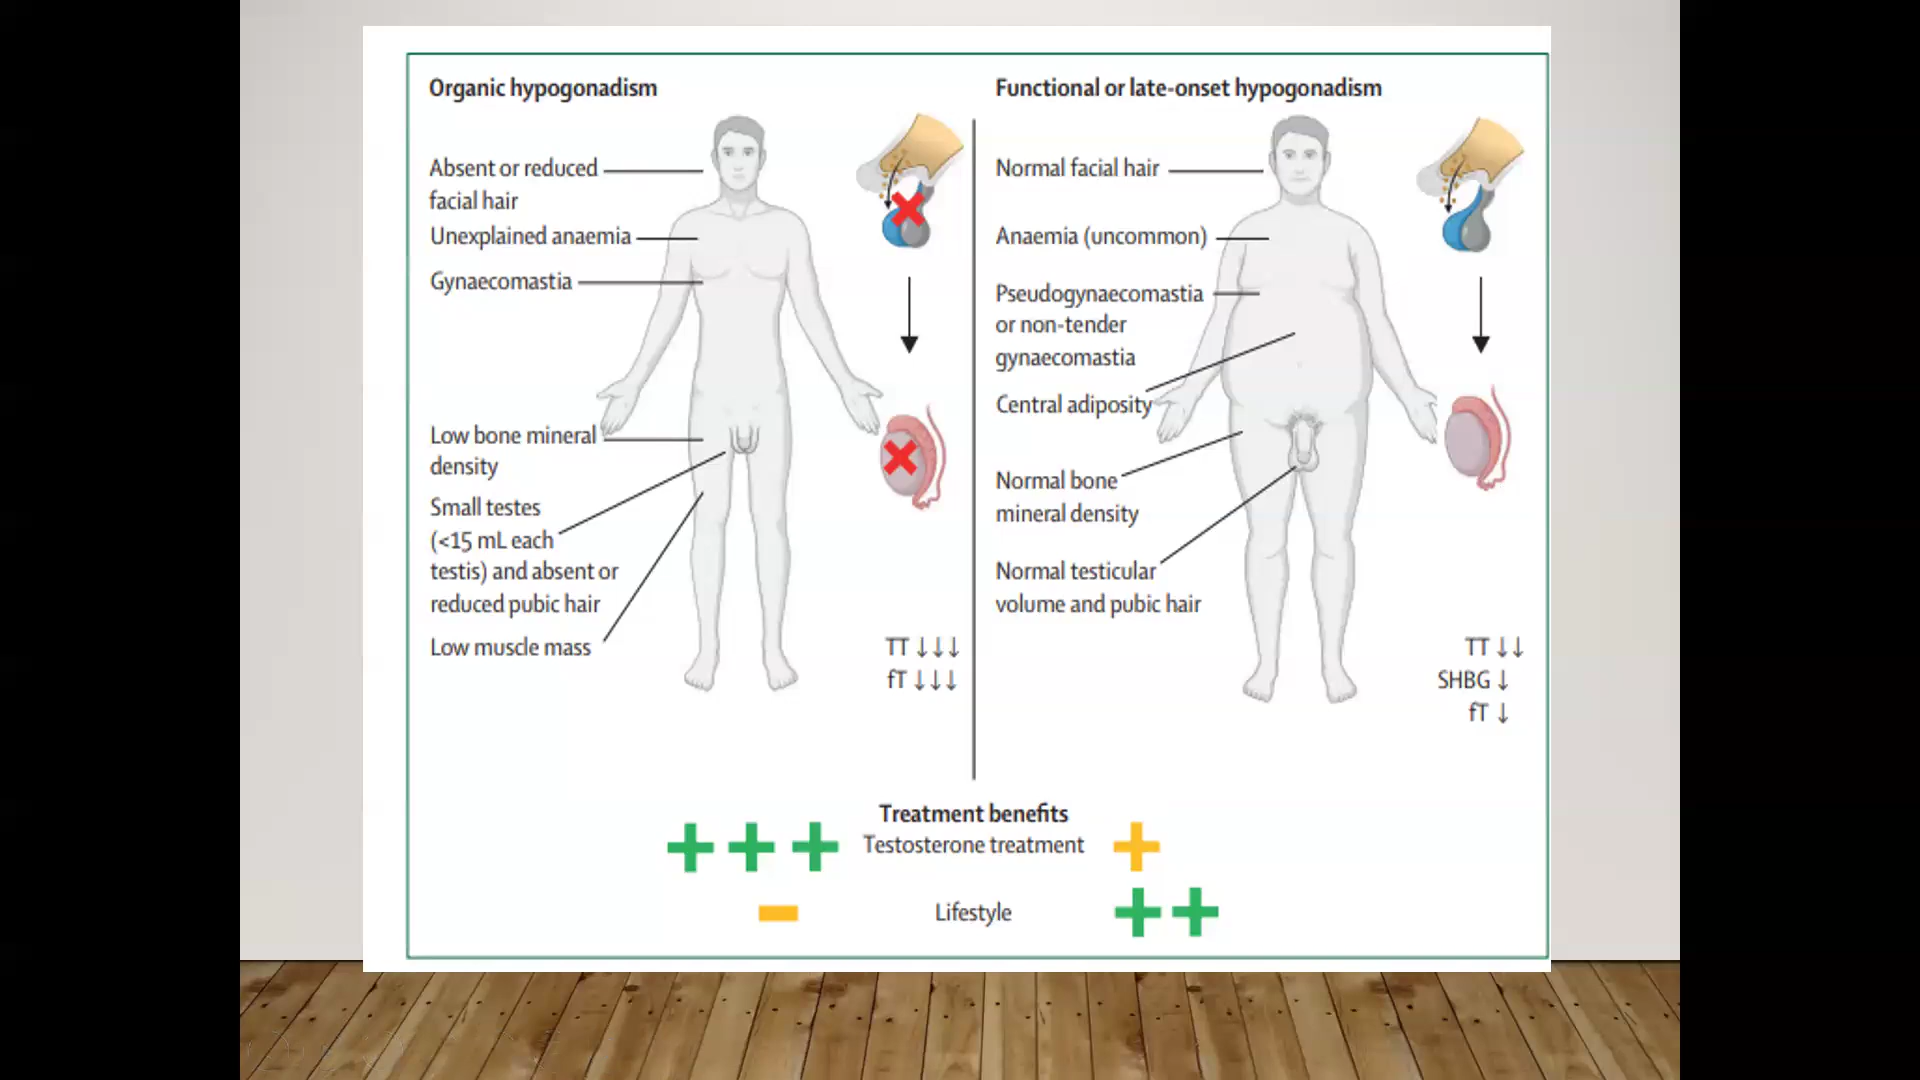 Organic hypogonadism
Absent or reduced
facial hair
Unexplained anaemia
Gynaecomastia
Low bone mineral
density
Small testes
(<15 mL each
testis) and absent or
reduced pubic hair
Low muscle mass
TT ↓↓↓
fT ↓↓↓
Functional or late-onset hypogonadism
Normal facial hair
Anaemia (uncommon)
Pseudogynaecomastia
or non-tender
gynaecomastia
Central adiposity
Normal bone
mineral density
Normal testicular
volume and pubic hair
TT ↓↓
SHBG ↓
fT ↓
Treatment benefits
+ + + Testosterone treatment +
− Lifestyle + +